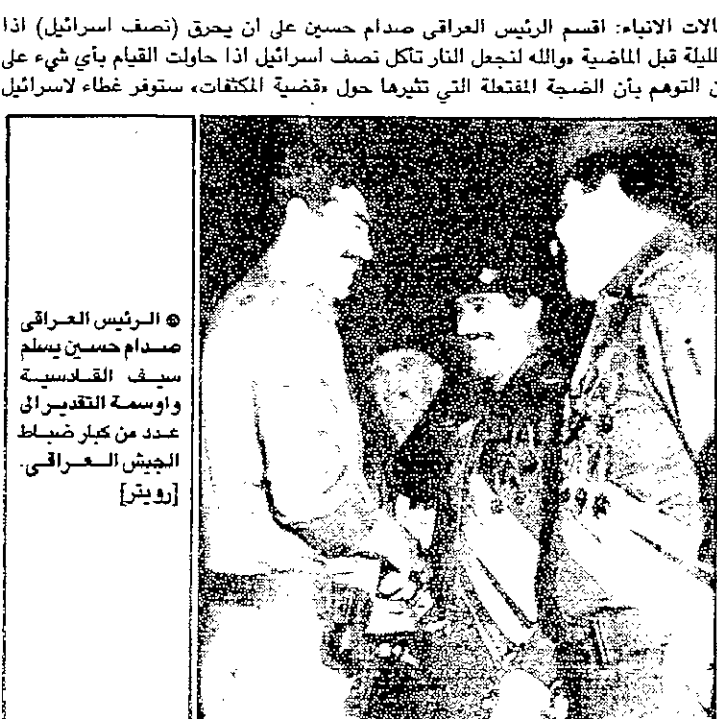 الات الانباء: اقسم الرئيس العراقي صدام حسين على ان يحرق (نصف اسرائيل) اذا
لليلة قبل الماضية «والله لنجعل النار تأكل نصف اسرائيل اذا حاولت القيام بأي شيء على
ن التوهم بأن الضجة المفتعلة التي تثيرها حول «قضية المكثفات» ستوفر غطاء لاسرائيل
الرئيس العراقي
صدام حسين يسلم
سيف القادسية
واوسمة التقدير الى
عدد من كبار ضباط
الجيش العراقي.
[رويتر]